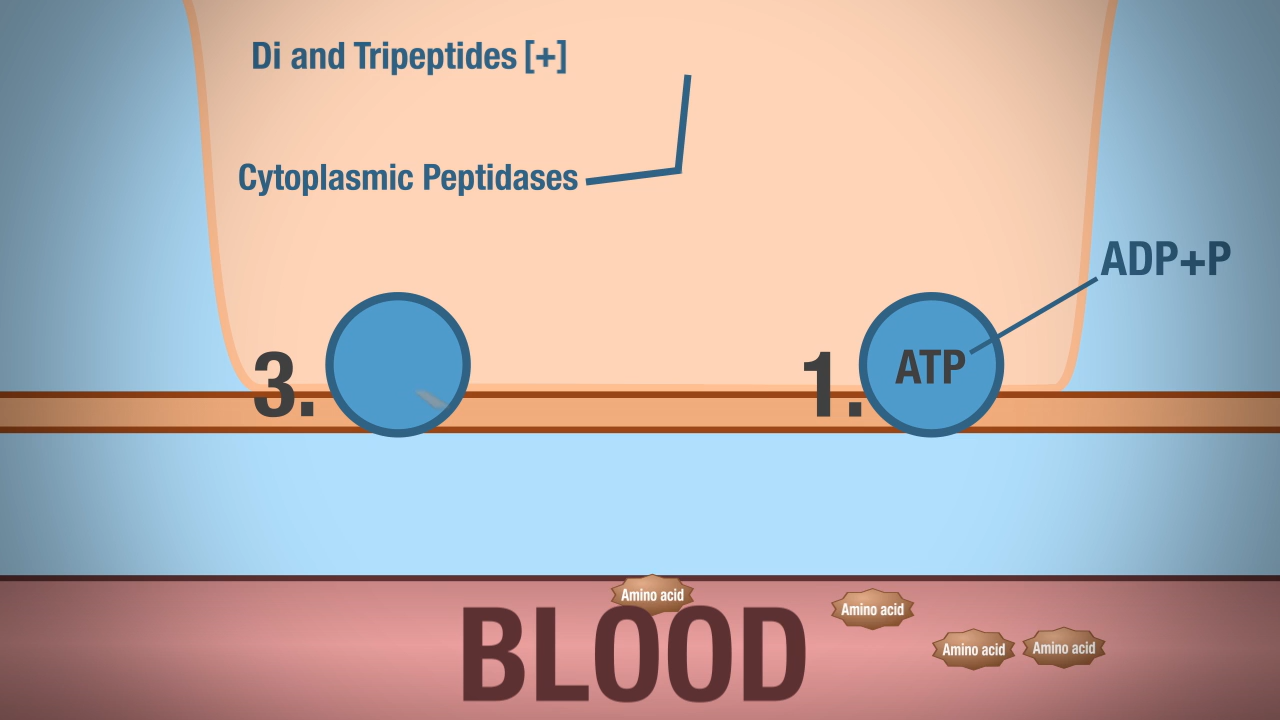 Di and Tripeptides [+]
Cytoplasmic Peptidases
ADP+P
3.
1.
ATP
Amino acid
Amino acid
BLOOD
Amino acid
Amino acid